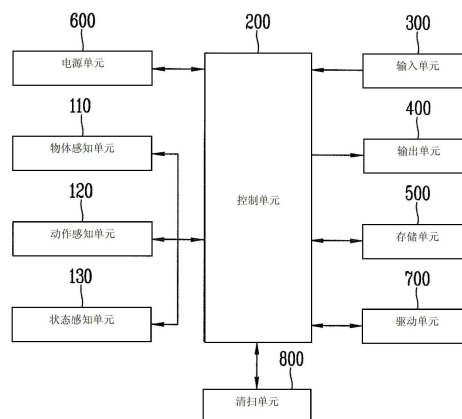 600
电源单元
110
物体感知单元
120
动作感知单元
130
状态感知单元
200
控制单元
300
输入单元
400
输出单元
500
存储单元
700
驱动单元
800
清扫单元